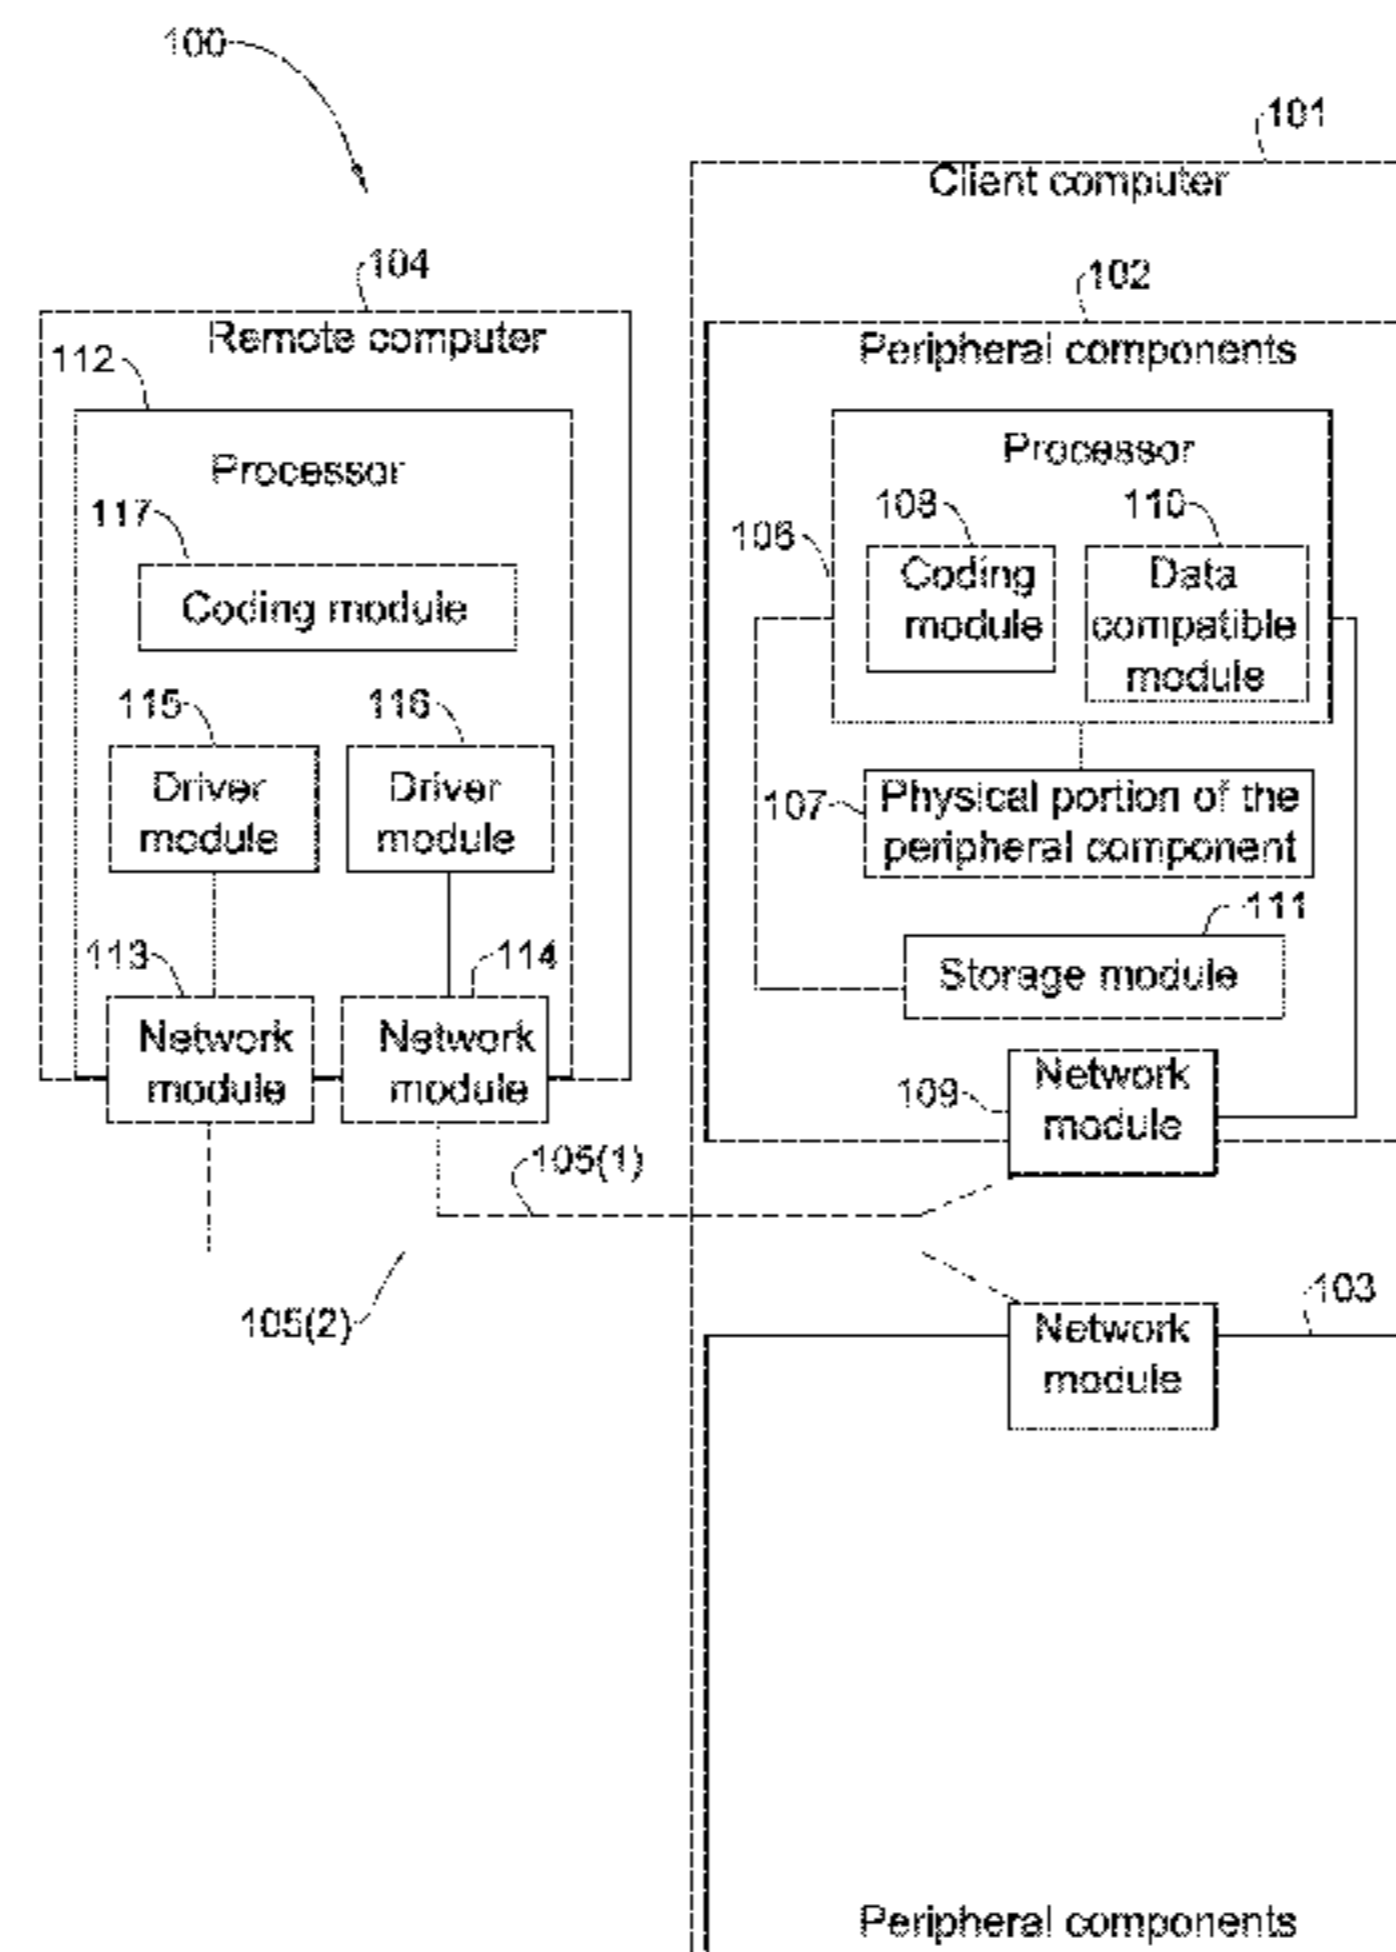 100
101
Client computer
104
102
Remote computer
Peripheral components
112
Processor
Processor
117
108
110
106
Coding module
Coding
module
Data
compatible
module
115
116
Driver
module
Driver
module
107
Physical portion of the
peripheral component
111
Storage module
113
114
Network
module
Network
module
109
Network
module
105(1)
105(2)
103
Network
module
Peripheral components